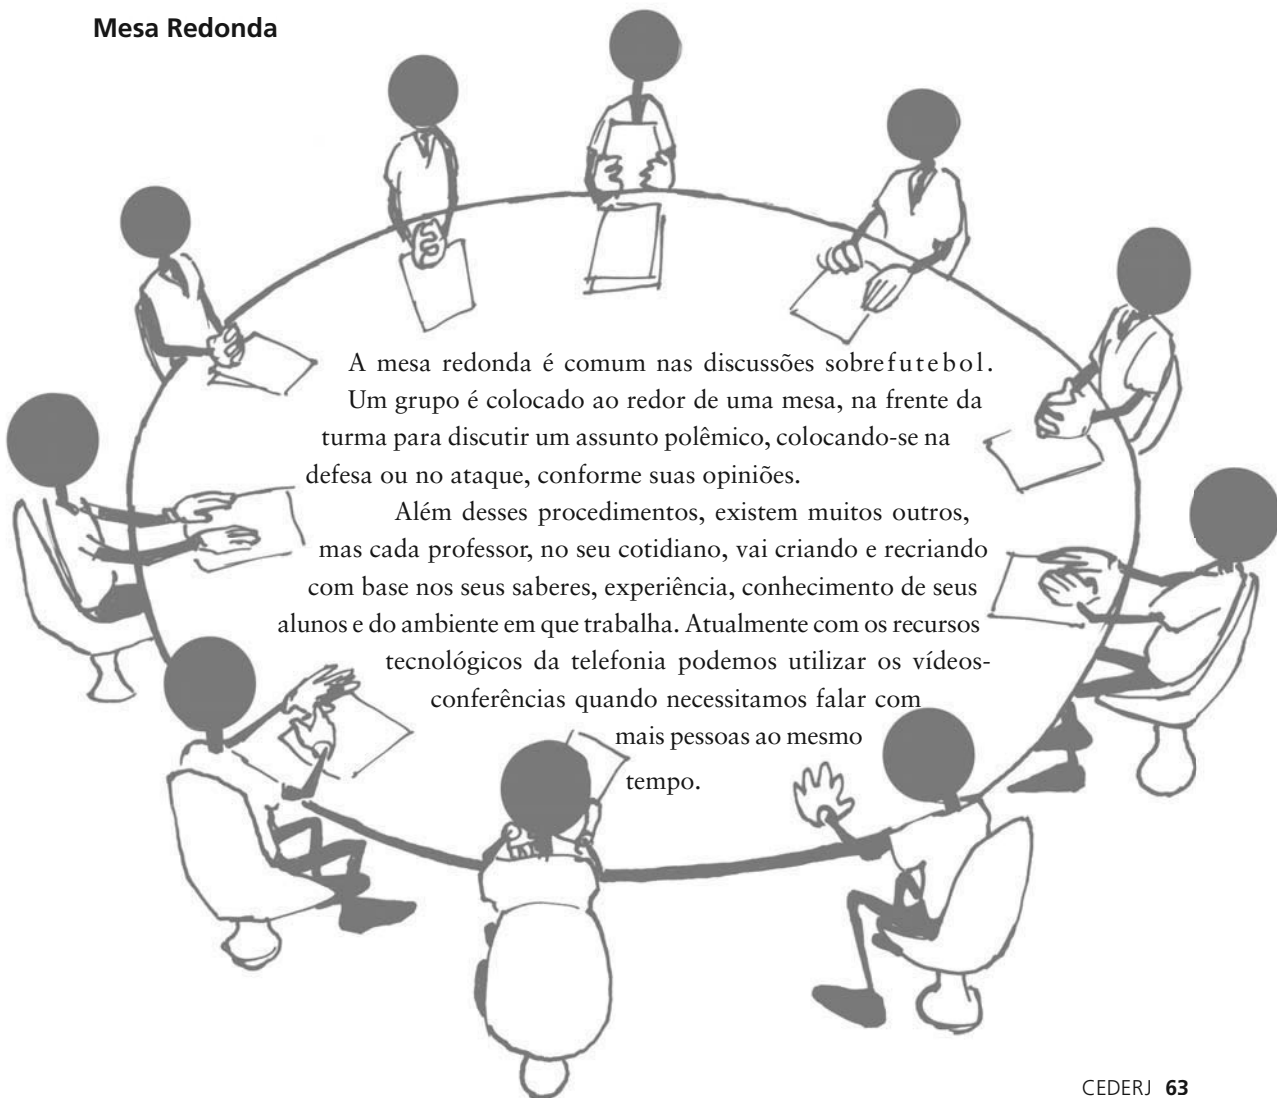 Mesa Redonda
A mesa redonda é comum nas discussões sobrefutebol.
Um grupo é colocado ao redor de uma mesa, na frente da
turma para discutir um assunto polêmico, colocando-se na
defesa ou no ataque, conforme suas opiniões.
Além desses procedimentos, existem muitos outros,
mas cada professor, no seu cotidiano, vai criando e recriando
com base nos seus saberes, experiência, conhecimento de seus
alunos e do ambiente em que trabalha. Atualmente com os recursos
tecnológicos da telefonia podemos utilizar os vídeos-
conferências quando necessitamos falar com
mais pessoas ao mesmo
tempo.
CEDERJ 63